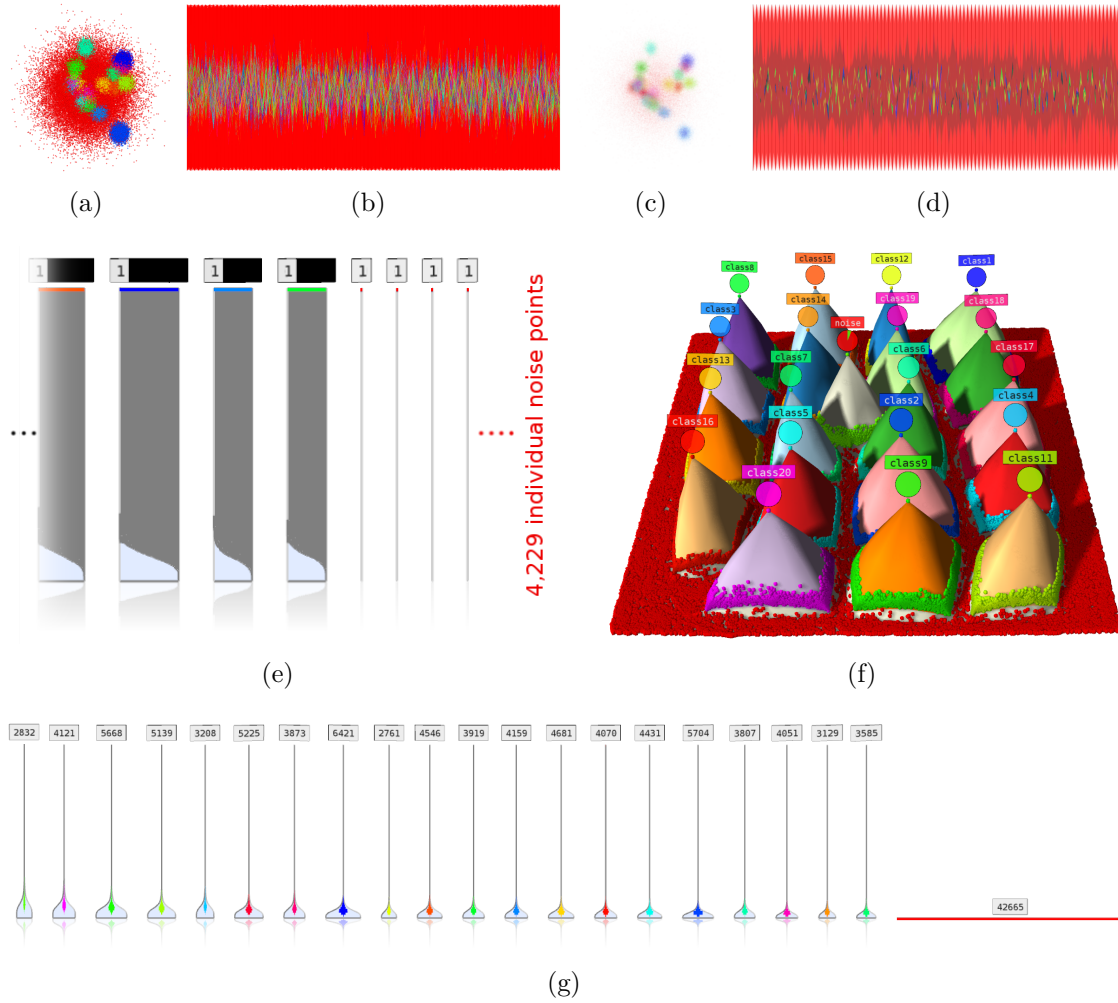 (a)
(b)
(c)
(d)
1 1 1 1 1 1 1 1
4,229 individual noise points
class8
class15
class12
class1
class3
class14
class19
class18
noise
class13
class7
class6
class17
class16
class5
class2
class4
class20
class9
class11
(e)
(f)
2832 4121 5668 5139 3208 5225 3873 6421 2761 4546 3919 4159 4681 4070 4431 5704 3807 4051 3129 3585
42665
(g)